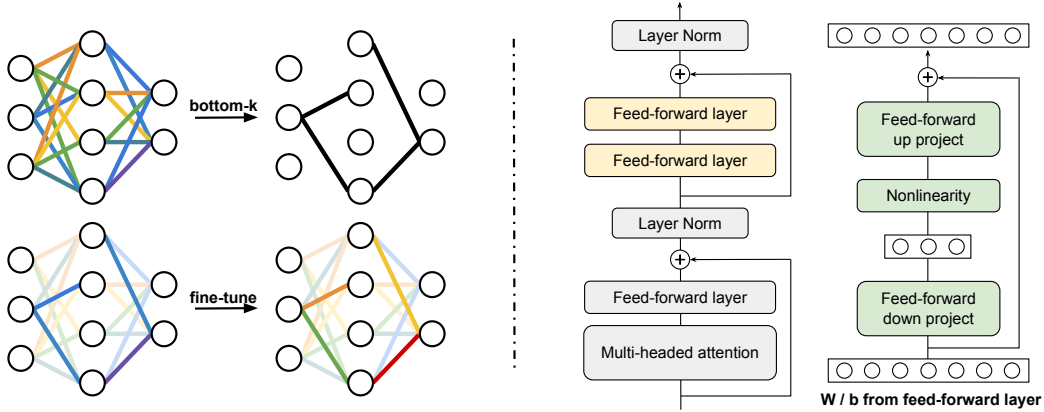 bottom-k
fine-tune
Layer Norm
Feed-forward layer
Feed-forward layer
Layer Norm
Feed-forward layer
Multi-headed attention
Feed-forward
up project
Nonlinearity
Feed-forward
down project
W / b from feed-forward layer